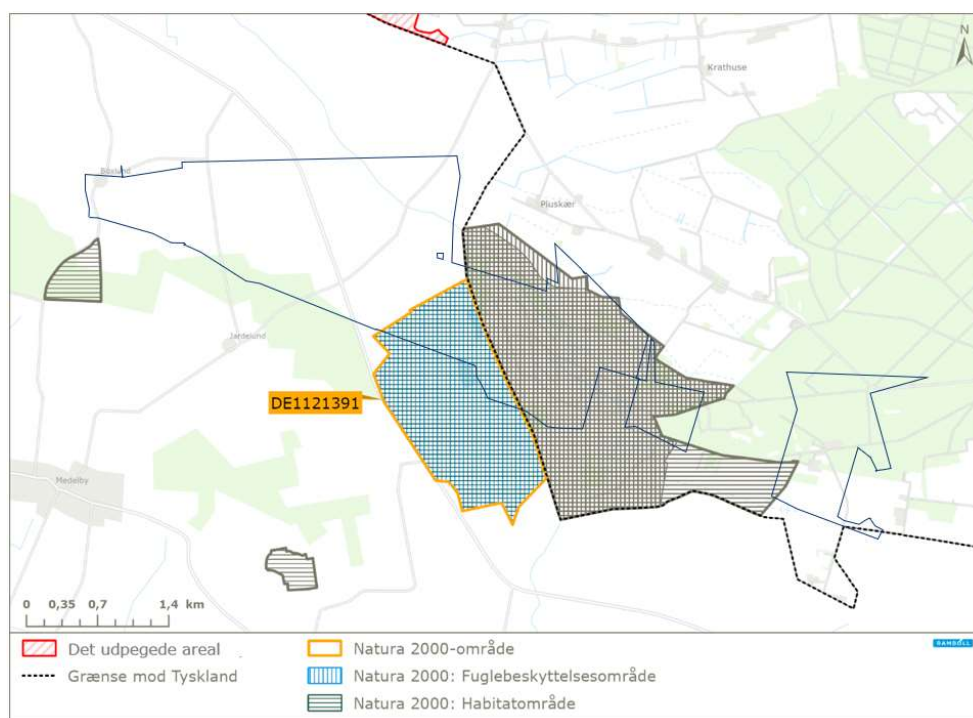 N
Krathuse
Bøxlund
Pluskær
Jardelund
DE1121391
Medelby
0 0,35 0,7 1,4 km
Det udpegede areal
Grænse mod Tyskland
Natura 2000-område
Natura 2000: Fuglebeskyttelsesområde
Natura 2000: Habitatområde
RAMBOLL